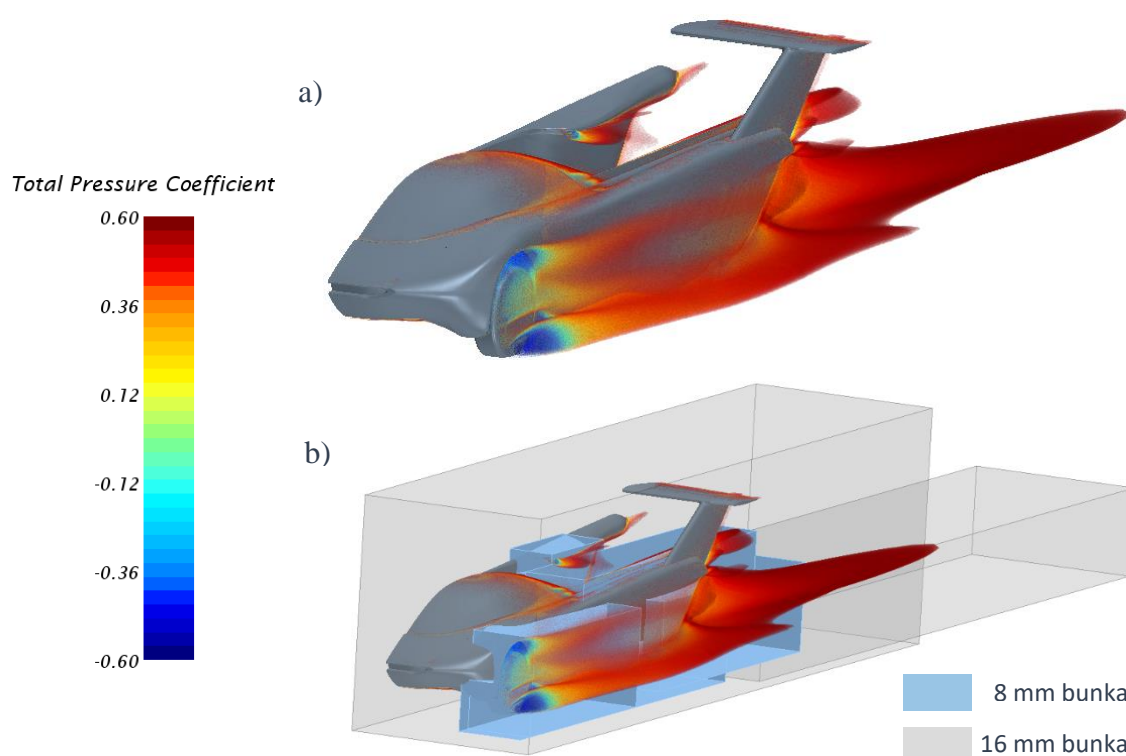 a)
Total Pressure Coefficient
0.60
0.36
0.12
-0.12
-0.36
-0.60
b)
8 mm bunka
16 mm bunka